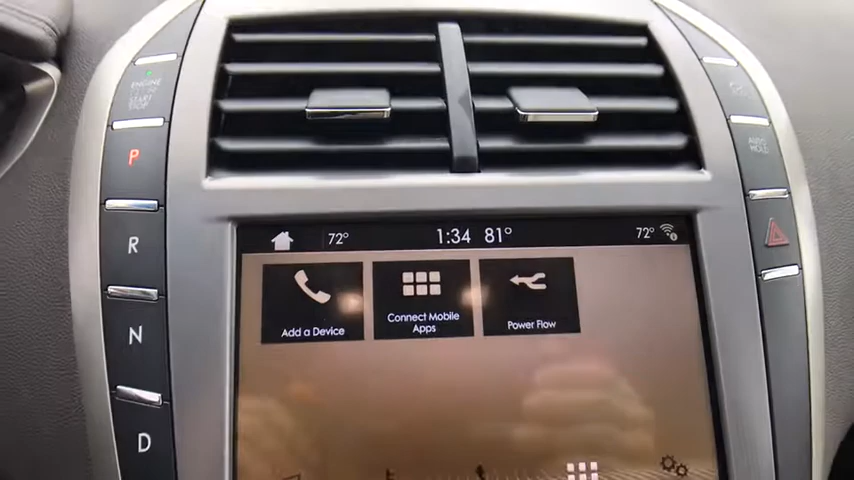 ENGINE
START
STOP
P
R
N
D
72° 1:34 81° 72°
Add a Device
Connect Mobile
Apps
Power Flow
AUTO
HOLD